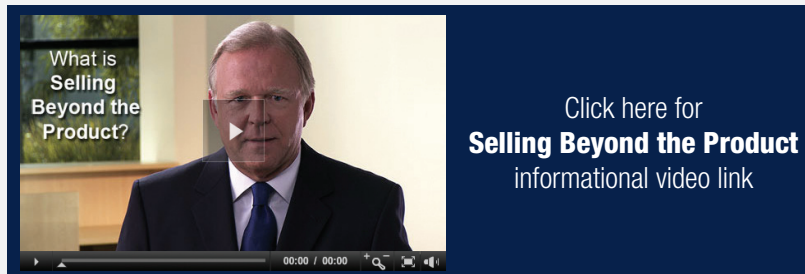 What is
Selling
Beyond the
Product?
00:00 / 00:00
Click here for
Selling Beyond the Product
informational video link